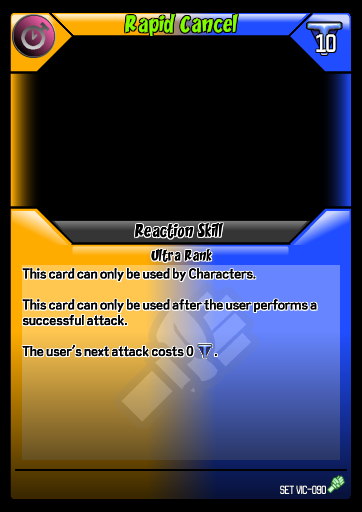 Rapid Cancel
10
Reaction Skill
Ultra Rank
This card can only be used by Characters.
This card can only be used after the user performs a
successful attack.
The user's next attack costs 0 .
SET VIC-090